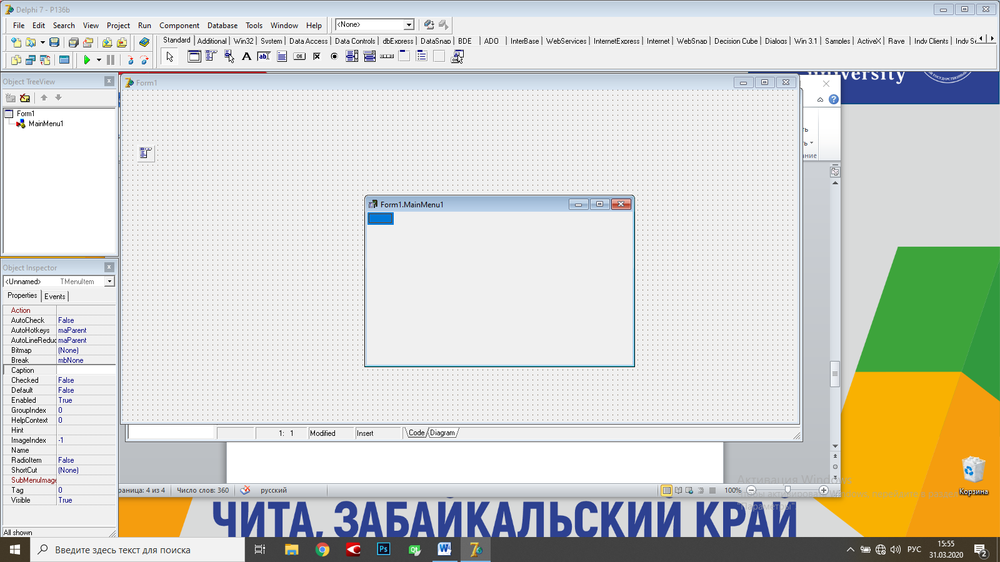 Delphi 7 - P136b
File Edit Search View Project Run Component Database Tools Window Help <None>
Standard Additional Win32 System Data Access Data Controls dbExpress DataSnap BDE ADO InterBase WebServices InternetExpress Internet WebSnap Decision Cube Dialogs Win 3.1 Samples ActiveX Rave Indy Clients Indy Se
university
Object TreeView
Form1
MainMenu1
Form1
Form1.MainMenu1
ть
ь
ание
Object Inspector
<Unnamed> TMenuItem
Properties Events
Action
AutoCheck False
AutoHotkeys maParent
AutoLineReduc maParent
Bitmap (None)
Break mbNone
Caption
Checked False
Default False
Enabled True
GroupIndex 0
HelpContext 0
Hint
ImageIndex -1
Name
RadioItem False
ShortCut (None)
SubMenuImage
Tag 0
Visible True
All shown
1: 1 Modified Insert Code Diagram
раница: 4 из 4 Число слов: 360 русский 100%
Активация Windows
Чтобы активировать Windows, перейдите в раздел
"Параметры".
Корзина
ЧИТА, ЗАБАЙКАЛЬСКИЙ КРАЙ
Введите здесь текст для поиска
Ps
Qt
W
РУС
15:55
31.03.2020
2